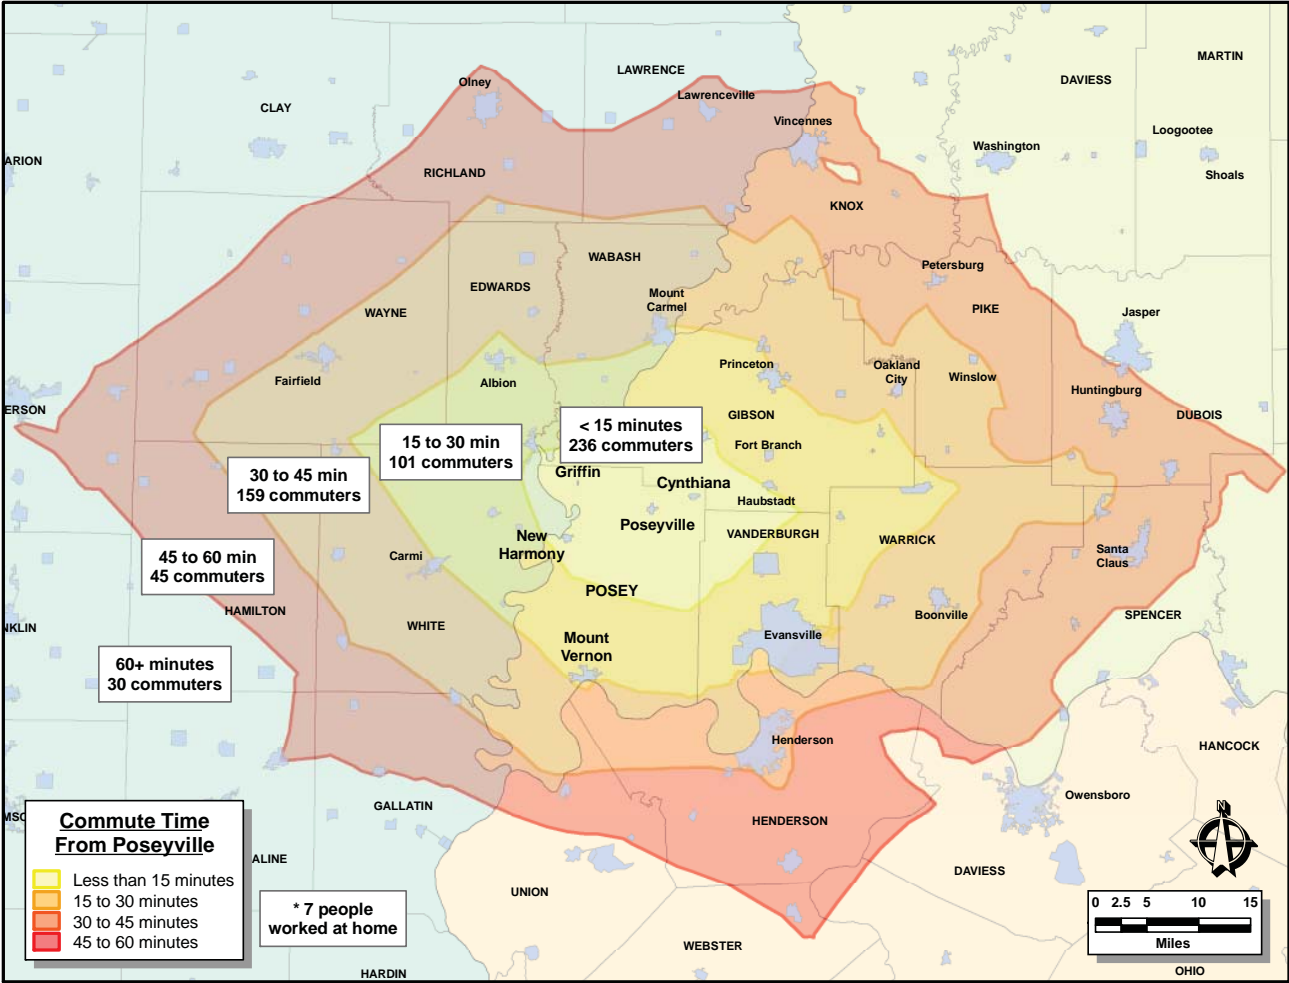 MARTIN
DAVIESS
LAWRENCE
Olney
Lawrenceville
CLAY
Vincennes
Loogootee
Washington
ARION
RICHLAND
Shoals
KNOX
WABASH
Petersburg
EDWARDS
Mount
Carmel
WAYNE
PIKE
Jasper
Princeton
Oakland
City
Winslow
Fairfield
Albion
Huntingburg
ERSON
GIBSON
DUBOIS
< 15 minutes
236 commuters
15 to 30 min
101 commuters
Fort Branch
Griffin
30 to 45 min
159 commuters
Cynthiana
Haubstadt
Poseyville
New
Harmony
VANDERBURGH
WARRICK
Carmi
Santa
Claus
45 to 60 min
45 commuters
POSEY
HAMILTON
WHITE
Boonville
SPENCER
NKLIN
Mount
Vernon
Evansville
60+ minutes
30 commuters
Henderson
HANCOCK
Owensboro
GALLATIN
HENDERSON
MSO
Commute Time
From Poseyville
Less than 15 minutes
15 to 30 minutes
30 to 45 minutes
45 to 60 minutes
ALINE
DAVIESS
UNION
* 7 people
worked at home
N
0 2.5 5 10 15
Miles
WEBSTER
HARDIN
OHIO